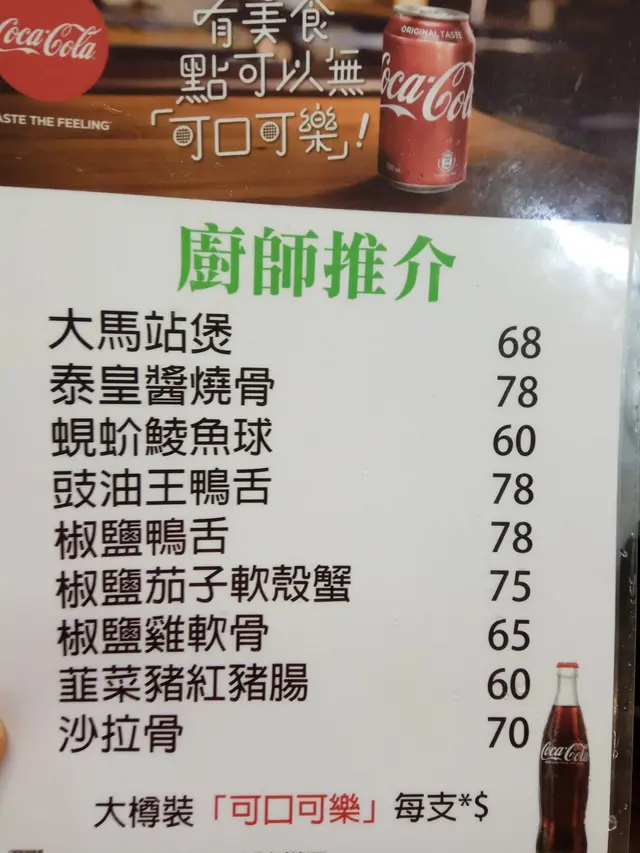 Coca-Cola
TASTE THE FEELING
有美食
點可以無
「可口可樂」!
ORIGINAL TASTE
Coca-Cola
廚師推介
大馬站煲 68
泰皇醬燒骨 78
蜆蚧鯪魚球 60
豉油王鴨舌 78
椒鹽鴨舌 78
椒鹽茄子軟殼蟹 75
椒鹽雞軟骨 65
韮菜豬紅豬腸 60
沙拉骨 70
Coca-Cola
大樽裝「可口可樂」每支*$